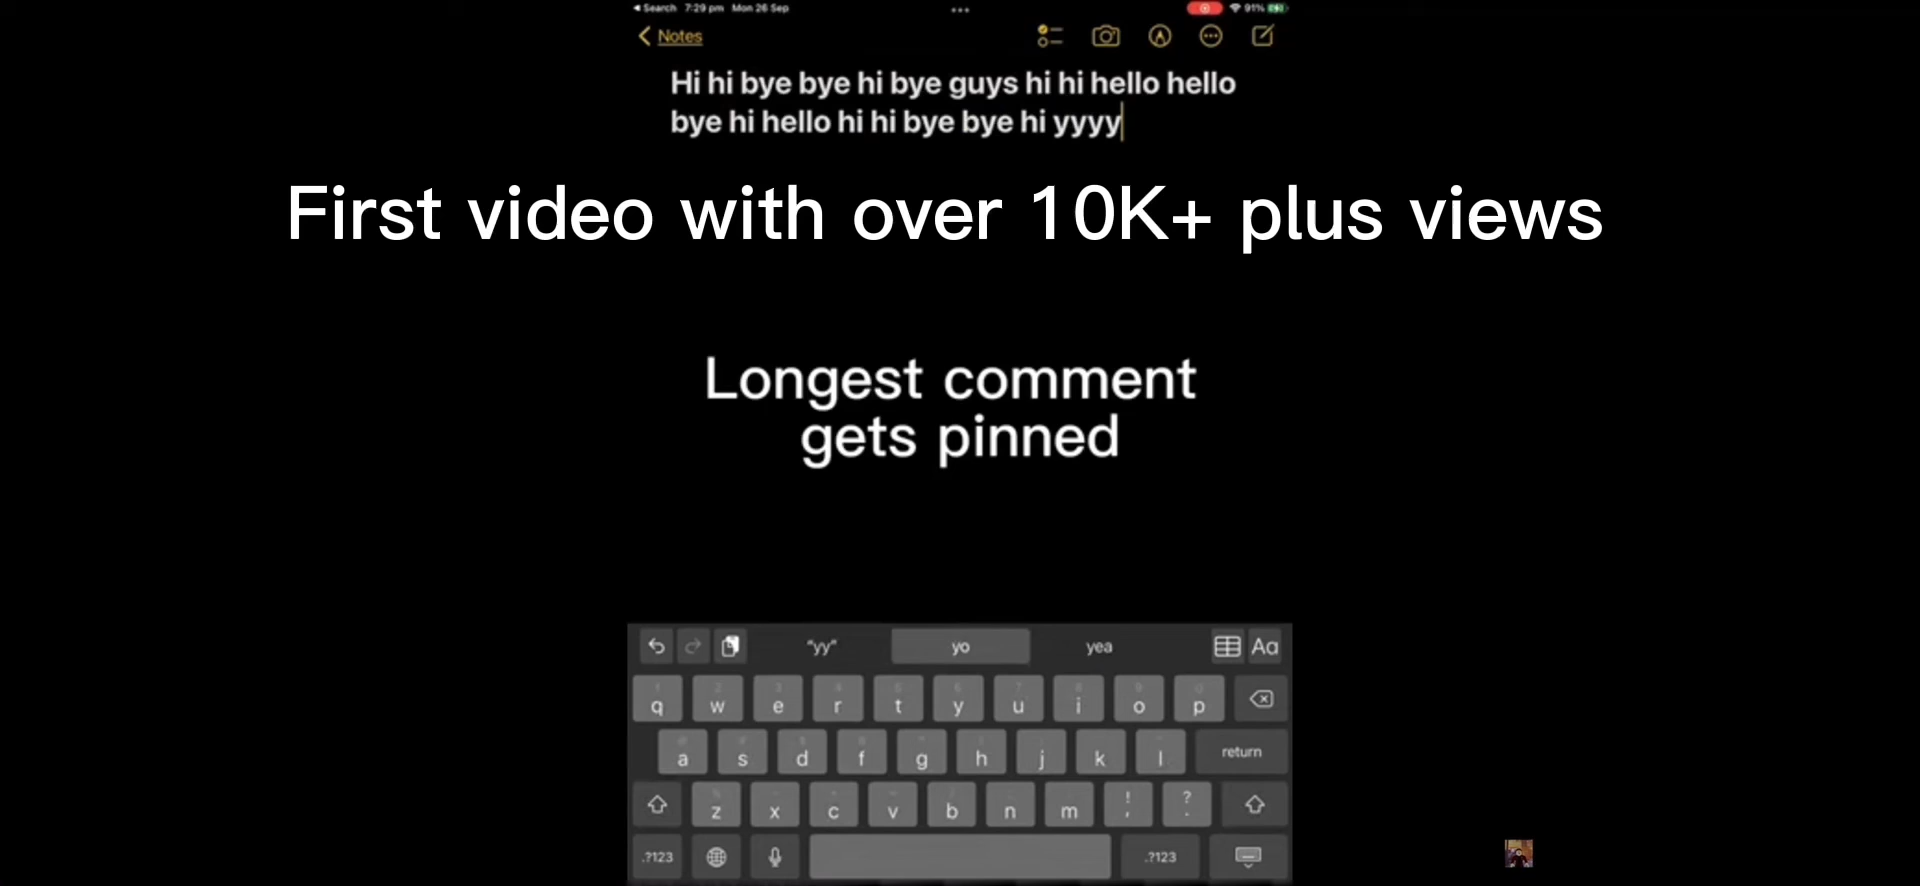 Search 7:29 pm Mon 26 Sep 91%
Notes
Hi hi bye bye hi bye guys hi hi hello hello
bye hi hello hi hi bye bye hi yyyy
First video with over 10K+ plus views
Longest comment
gets pinned
"yy" yo yea Aa
q w e r t y u i o p
a s d f g h j k l return
z x c v b n m ! , ? .
.?123 .?123